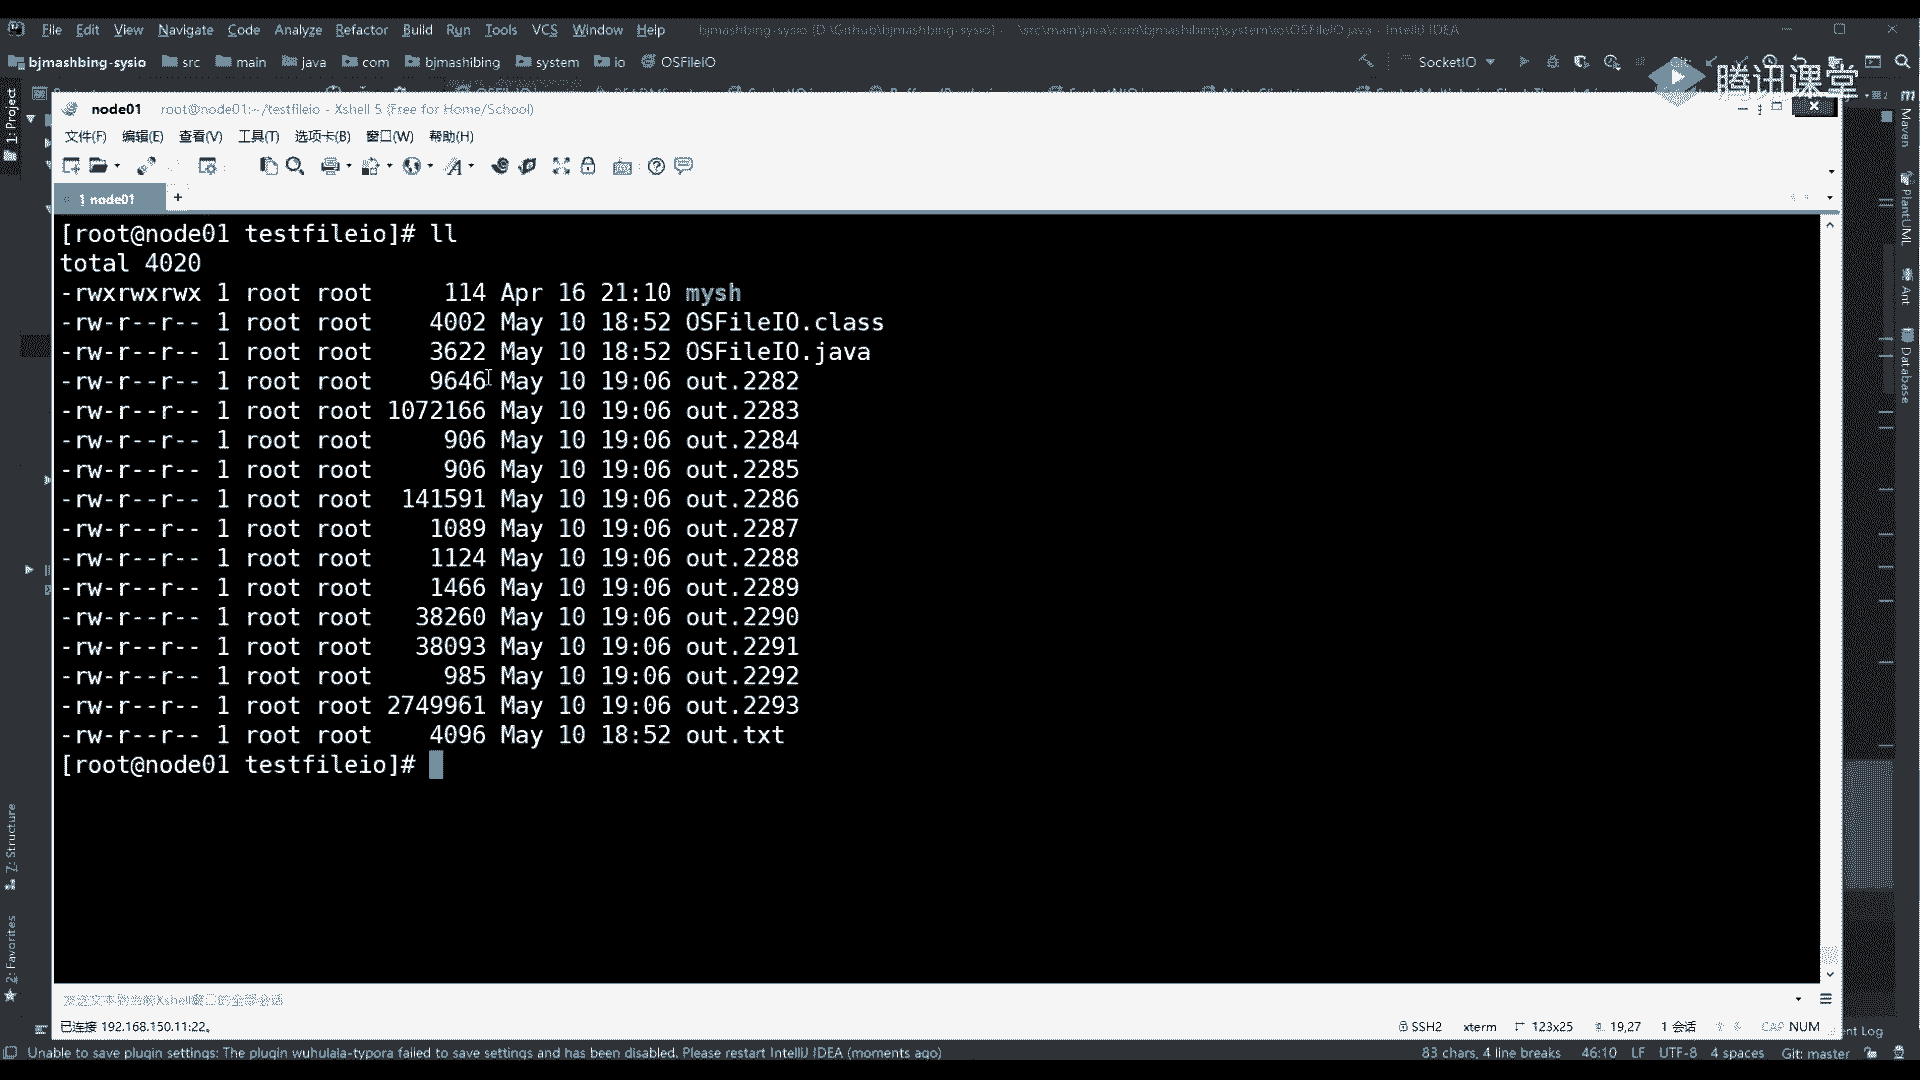 File Edit View Navigate Code Analyze Refactor Build Run Tools VCS Window Help bjmashbing-sysio [D:\Github\bjmashbing-sysio] - ...\src\main\java\com\bjmashibing\system\io\OSFileIO.java - IntelliJ IDEA
bjmashbing-sysio src main java com bjmashibing system io OSFileIO SocketIO Git:
腾讯课堂
1: Project
node01 root@node01:~/testfileio - Xshell 5 (Free for Home/School)
文件(F) 编辑(E) 查看(V) 工具(T) 选项卡(B) 窗口(W) 帮助(H)
1 node01 +
[root@node01 testfileio]# ll
total 4020
-rwxrwxrwx 1 root root 114 Apr 16 21:10 mysh
-rw-r--r-- 1 root root 4002 May 10 18:52 OSFileIO.class
-rw-r--r-- 1 root root 3622 May 10 18:52 OSFileIO.java
-rw-r--r-- 1 root root 9646 May 10 19:06 out.2282
-rw-r--r-- 1 root root 1072166 May 10 19:06 out.2283
-rw-r--r-- 1 root root 906 May 10 19:06 out.2284
-rw-r--r-- 1 root root 906 May 10 19:06 out.2285
-rw-r--r-- 1 root root 141591 May 10 19:06 out.2286
-rw-r--r-- 1 root root 1089 May 10 19:06 out.2287
-rw-r--r-- 1 root root 1124 May 10 19:06 out.2288
-rw-r--r-- 1 root root 1466 May 10 19:06 out.2289
-rw-r--r-- 1 root root 38260 May 10 19:06 out.2290
-rw-r--r-- 1 root root 38093 May 10 19:06 out.2291
-rw-r--r-- 1 root root 985 May 10 19:06 out.2292
-rw-r--r-- 1 root root 2749961 May 10 19:06 out.2293
-rw-r--r-- 1 root root 4096 May 10 18:52 out.txt
[root@node01 testfileio]#
Maven
PlantUML
Ant
Database
7: Structure
2: Favorites
发送文本到当前Xshell窗口的全部会话
已连接 192.168.150.11:22。 SSH2 xterm 123x25 19,27 1 会话 CAP NUM
ent Log
Unable to save plugin settings: The plugin wuhulaia-typora failed to save settings and has been disabled. Please restart IntelliJ IDEA (moments ago) 83 chars, 4 line breaks 46:10 LF UTF-8 4 spaces Git: master